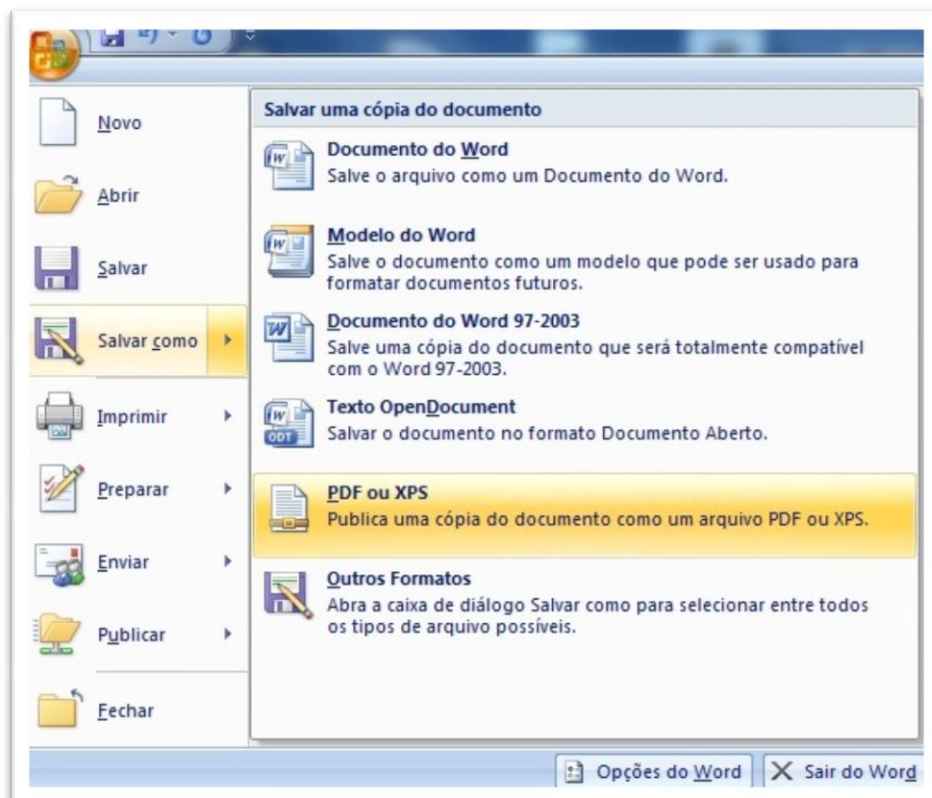 Novo
Abrir
Salvar
Salvar como
Imprimir
Preparar
Enviar
Publicar
Fechar
Salvar uma cópia do documento
Documento do Word
Salve o arquivo como um Documento do Word.
Modelo do Word
Salve o documento como um modelo que pode ser usado para
formatar documentos futuros.
Documento do Word 97-2003
Salve uma cópia do documento que será totalmente compatível
com o Word 97-2003.
ODT
Texto OpenDocument
Salvar o documento no formato Documento Aberto.
PDF ou XPS
Publica uma cópia do documento como um arquivo PDF ou XPS.
Outros Formatos
Abra a caixa de diálogo Salvar como para selecionar entre todos
os tipos de arquivo possíveis.
Opções do Word
Sair do Word